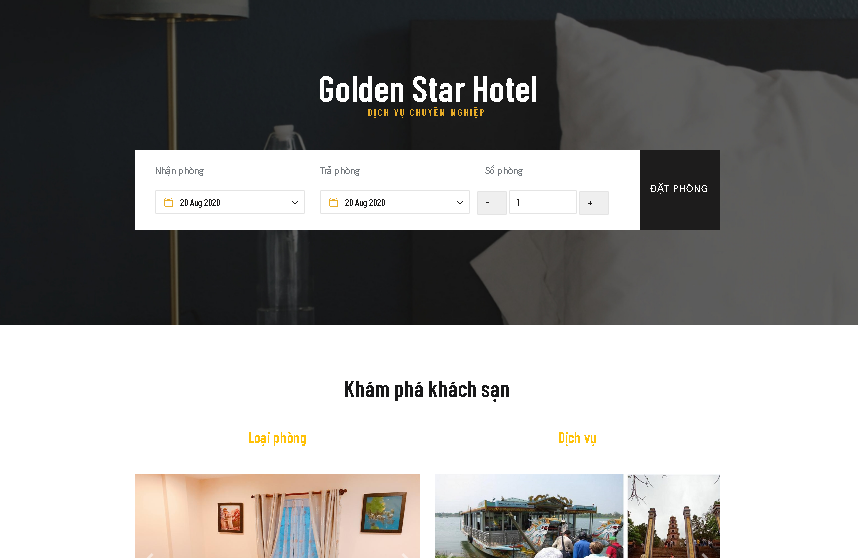 Golden Star Hotel
DỊCH VỤ CHUYÊN NGHIỆP
Nhận phòng
Trả phòng
Số phòng
20 Aug 2020
20 Aug 2020
-
1
+
ĐẶT PHÒNG
Khám phá khách sạn
Loại phòng
Dịch vụ